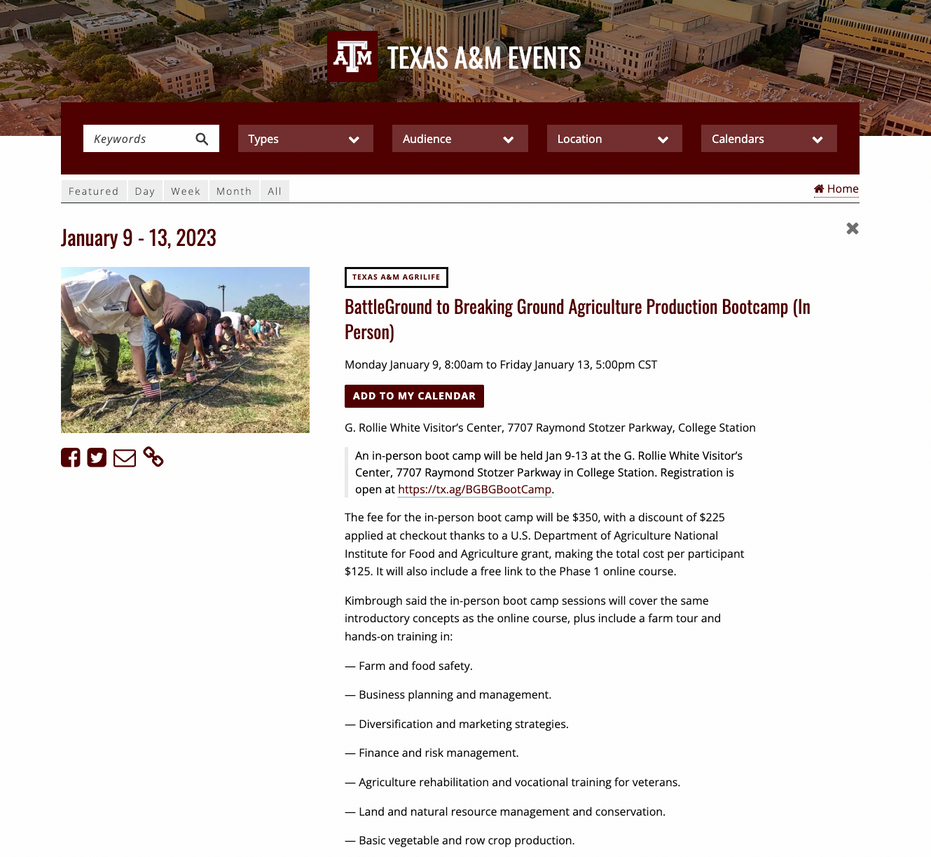 ATM TEXAS A&M EVENTS
Keywords Types Audience Location Calendars
Featured Day Week Month All Home
January 9 - 13, 2023
TEXAS A&M AGRILIFE
BattleGround to Breaking Ground Agriculture Production Bootcamp (In
Person)
Monday January 9, 8:00am to Friday January 13, 5:00pm CST
ADD TO MY CALENDAR
G. Rollie White Visitor’s Center, 7707 Raymond Stotzer Parkway, College Station
An in-person boot camp will be held Jan 9-13 at the G. Rollie White Visitor’s
Center, 7707 Raymond Stotzer Parkway in College Station. Registration is
open at https://tx.ag/BGBGBootCamp.
The fee for the in-person boot camp will be $350, with a discount of $225
applied at checkout thanks to a U.S. Department of Agriculture National
Institute for Food and Agriculture grant, making the total cost per participant
$125. It will also include a free link to the Phase 1 online course.
Kimbrough said the in-person boot camp sessions will cover the same
introductory concepts as the online course, plus include a farm tour and
hands-on training in:
— Farm and food safety.
— Business planning and management.
— Diversification and marketing strategies.
— Finance and risk management.
— Agriculture rehabilitation and vocational training for veterans.
— Land and natural resource management and conservation.
— Basic vegetable and row crop production.